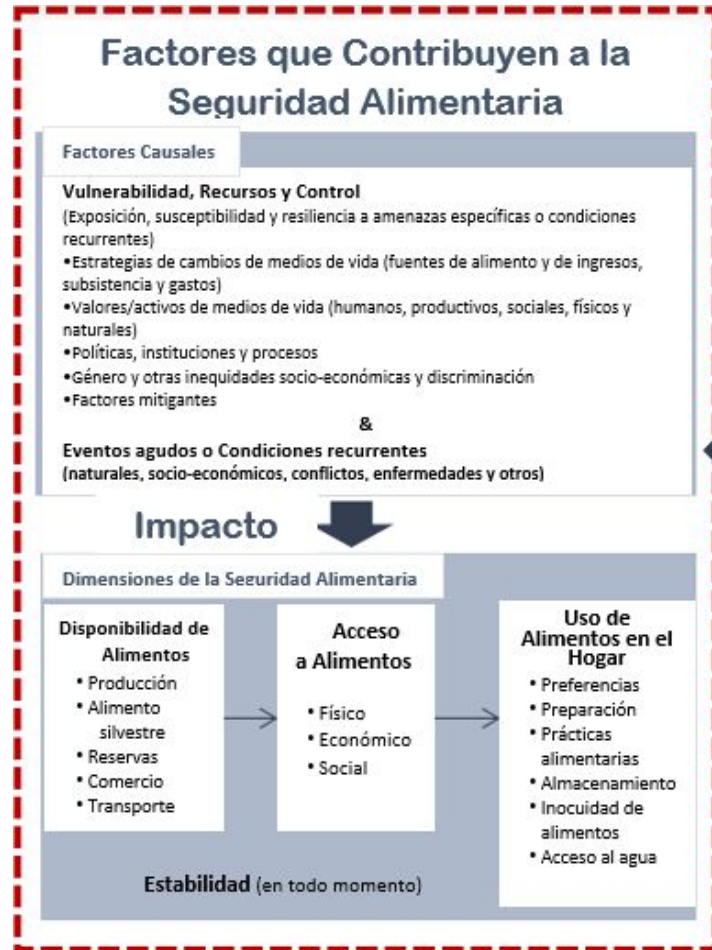 Factores que Contribuyen a la
Seguridad Alimentaria
Factores Causales
Vulnerabilidad, Recursos y Control
(Exposición, susceptibilidad y resiliencia a amenazas específicas o condiciones
recurrentes)
•Estrategias de cambios de medios de vida (fuentes de alimento y de ingresos,
subsistencia y gastos)
•Valores/activos de medios de vida (humanos, productivos, sociales, físicos y
naturales)
•Políticas, instituciones y procesos
•Género y otras inequidades socio-económicas y discriminación
•Factores mitigantes
&
Eventos agudos o Condiciones recurrentes
(naturales, socio-económicos, conflictos, enfermedades y otros)
Impacto
Dimensiones de la Seguridad Alimentaria
Disponibilidad de
Alimentos
• Producción
• Alimento
silvestre
• Reservas
• Comercio
• Transporte
Acceso
a Alimentos
• Físico
• Económico
• Social
Uso de
Alimentos en el
Hogar
• Preferencias
• Preparación
• Prácticas
alimentarias
• Almacenamiento
• Inocuidad de
alimentos
• Acceso al agua
Estabilidad (en todo momento)